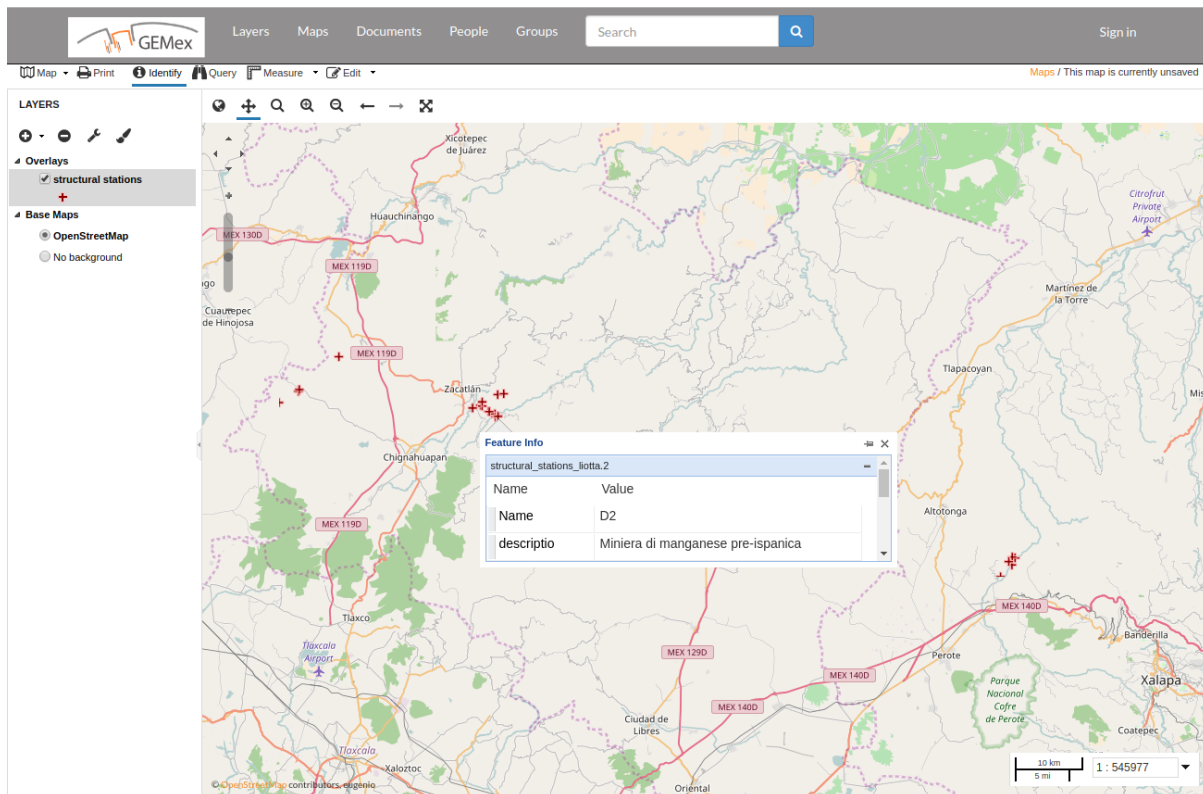 GEMex
Layers
Maps
Documents
People
Groups
Search
Sign in
Map
Print
Identify
Query
Measure
Edit
Maps / This map is currently unsaved
LAYERS
Overlays
structural stations
Base Maps
OpenStreetMap
No background
Xicotepec
de Juárez
Citrofrut
Private
Airport
Huauchinango
MEX 130D
MEX 119D
Martínez de
la Torre
Cuautepec
de Hinojosa
MEX 119D
Tlapacoyan
Zacatlán
Chignahuapan
Feature Info
structural_stations_liotta.2
Name Value
Name D2
descriptio Miniera di manganese pre-ispanica
Altotonga
MEX 119D
MEX 140D
Tlaxco
Banderilla
Tlaxcala
Airport
MEX 129D
Perote
MEX 140D
Xalapa
Parque
Nacional
Cofre
de Perote
MEX 140D
Ciudad de
Libres
Coatepec
Tlaxcala
Xaloztoc
10 km
5 mi
1 : 545977
© OpenStreetMap contributors, eugenio
Oriental